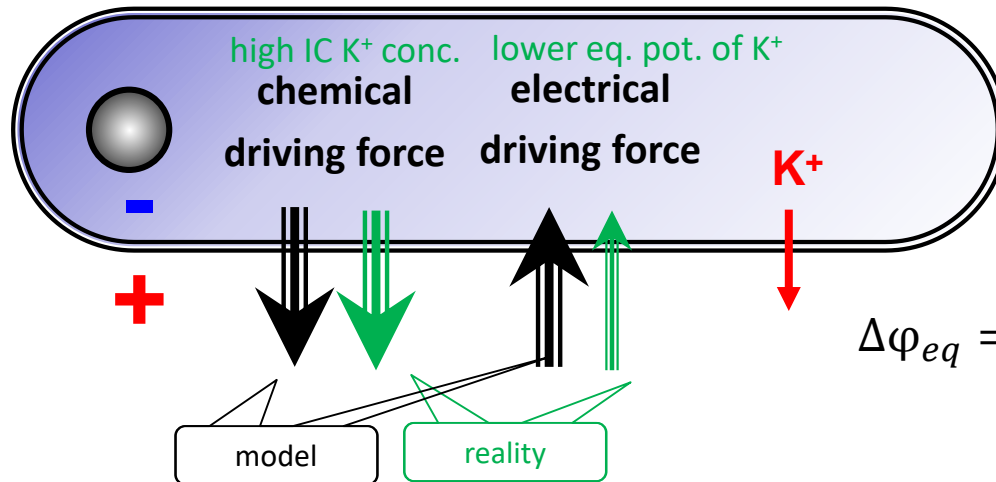 high IC K⁺ conc. lower eq. pot. of K⁺
chemical electrical
driving force driving force
K⁺
-
+
Δφ_eq =
model reality